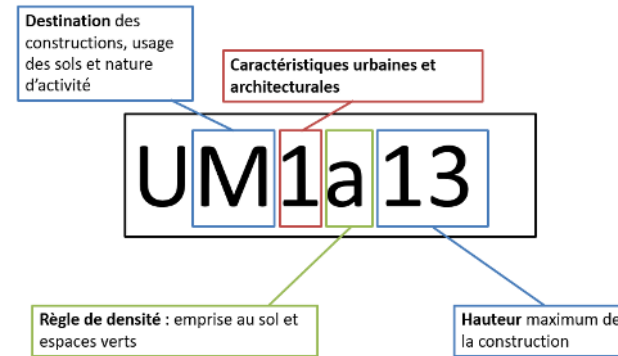 Destination des
constructions, usage
des sols et nature
d'activité
Caractéristiques urbaines et
architecturales
UM1a13
Règle de densité : emprise au sol et
espaces verts
Hauteur maximum de
la construction